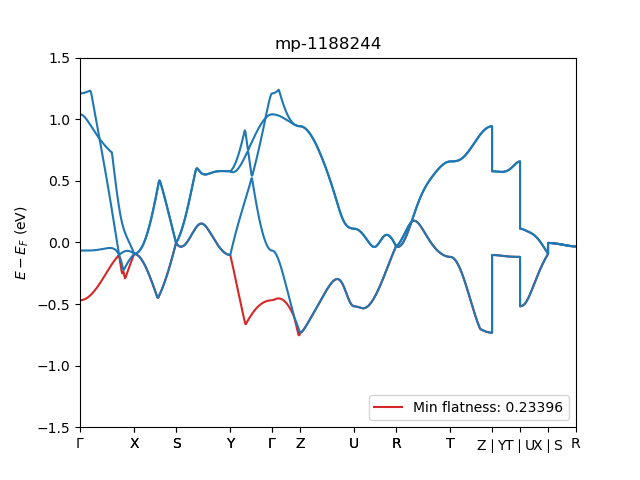 mp-1188244
1.5
1.0
0.5
0.0
−0.5
−1.0
−1.5
E − E_F (eV)
Min flatness: 0.23396
Γ X S Y Γ Z U R T Z | YT | UX | S R